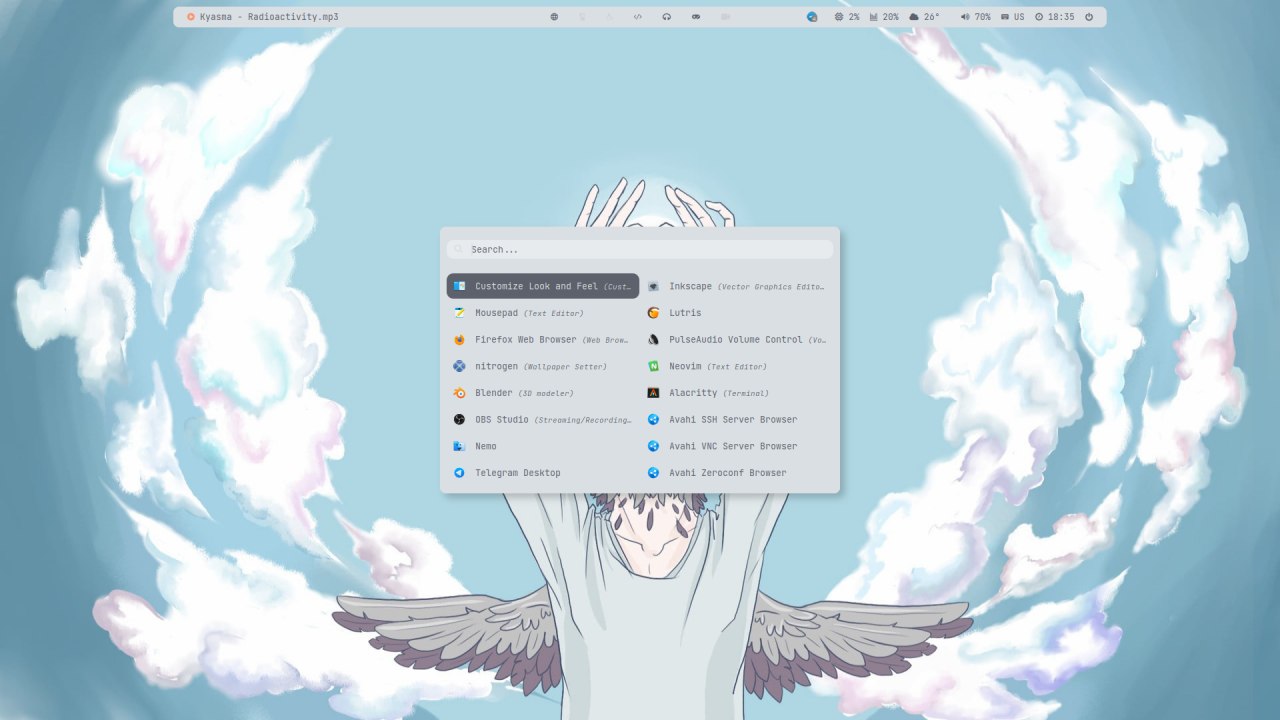 Kyasma - Radioactivity.mp3 2% 20% 26° 70% US 18:35
Search...
Customize Look and Feel (Cust…
Inkscape (Vector Graphics Edito…
Mousepad (Text Editor)
Lutris
Firefox Web Browser (Web Brow…
PulseAudio Volume Control (Vo…
nitrogen (Wallpaper Setter)
Neovim (Text Editor)
Blender (3D modeler)
Alacritty (Terminal)
OBS Studio (Streaming/Recording…
Avahi SSH Server Browser
Nemo
Avahi VNC Server Browser
Telegram Desktop
Avahi Zeroconf Browser